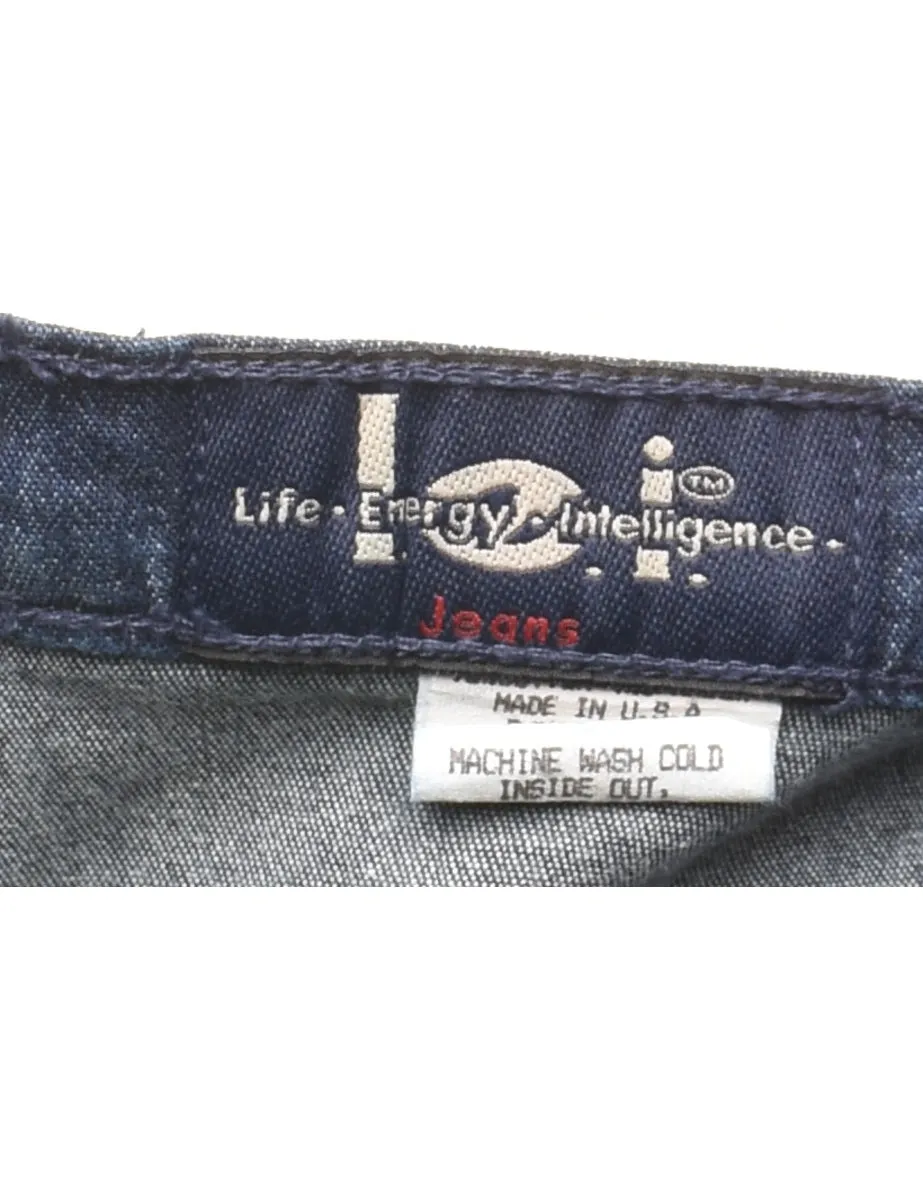 l.e.i.™
Life · Energy · Intelligence ·
Jeans
MADE IN U.S.A
MACHINE WASH COLD
INSIDE OUT,